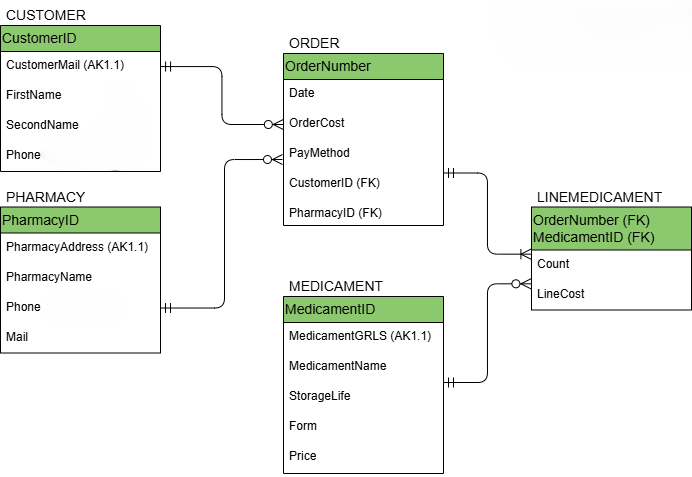 CUSTOMER
CustomerID
CustomerMail (AK1.1)
FirstName
SecondName
Phone
ORDER
OrderNumber
Date
OrderCost
PayMethod
CustomerID (FK)
PharmacyID (FK)
PHARMACY
PharmacyID
PharmacyAddress (AK1.1)
PharmacyName
Phone
Mail
MEDICAMENT
MedicamentID
MedicamentGRLS (AK1.1)
MedicamentName
StorageLife
Form
Price
LINEMEDICAMENT
OrderNumber (FK)
MedicamentID (FK)
Count
LineCost